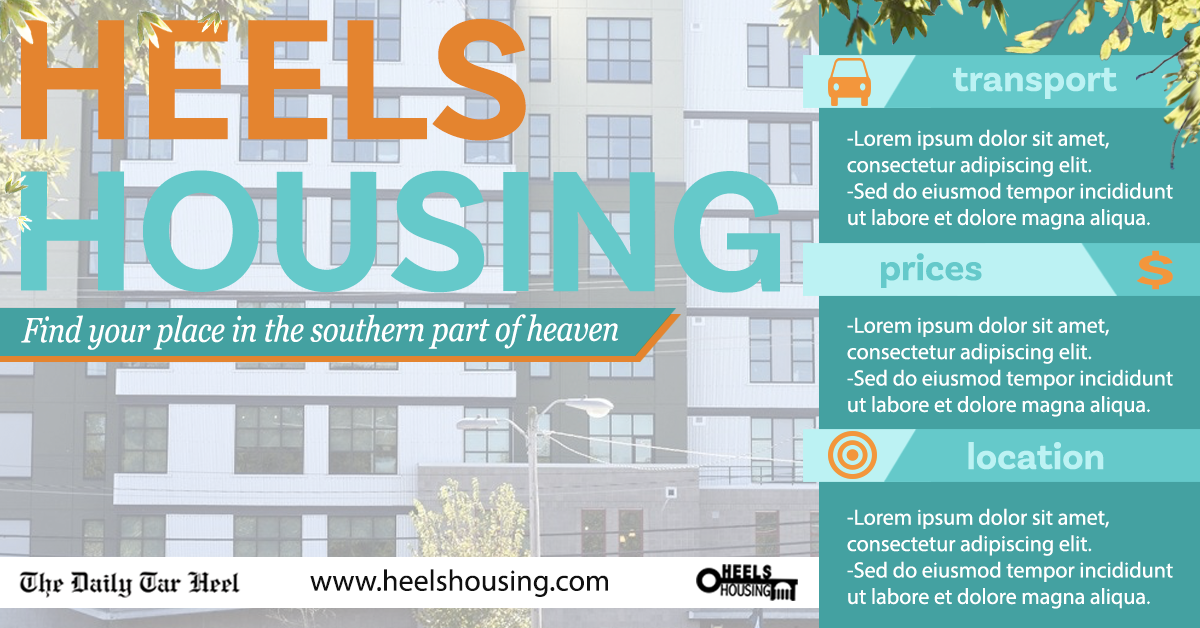 HEELS
HOUSING
Find your place in the southern part of heaven
The Daily Tar Heel
www.heelshousing.com
HEELS
HOUSING
transport
-Lorem ipsum dolor sit amet,
consectetur adipiscing elit.
-Sed do eiusmod tempor incididunt
ut labore et dolore magna aliqua.
prices
$
-Lorem ipsum dolor sit amet,
consectetur adipiscing elit.
-Sed do eiusmod tempor incididunt
ut labore et dolore magna aliqua.
location
-Lorem ipsum dolor sit amet,
consectetur adipiscing elit.
-Sed do eiusmod tempor incididunt
ut labore et dolore magna aliqua.